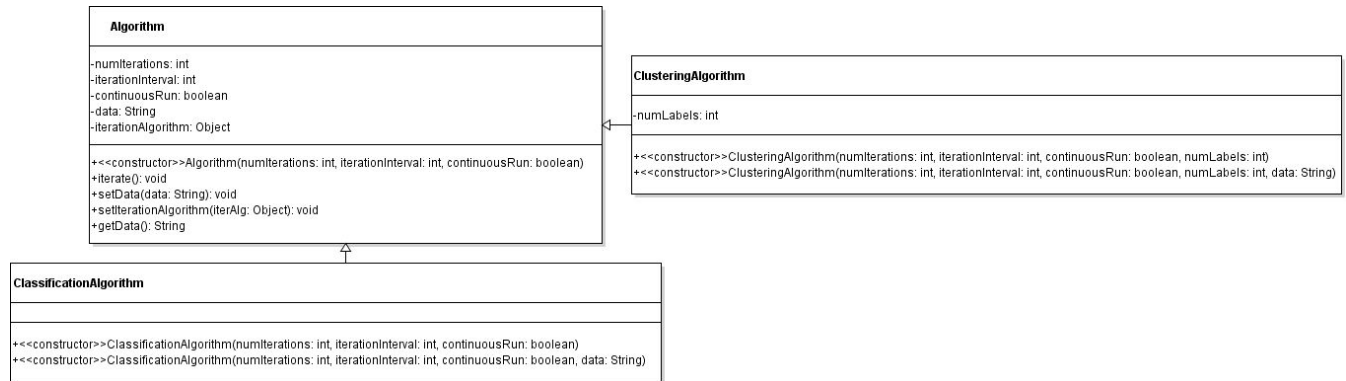 Algorithm
-numIterations: int
-iterationInterval: int
-continuousRun: boolean
-data: String
-iterationAlgorithm: Object
+<<constructor>>Algorithm(numIterations: int, iterationInterval: int, continuousRun: boolean)
+iterate(): void
+setData(data: String): void
+setIterationAlgorithm(iterAlg: Object): void
+getData(): String
ClusteringAlgorithm
-numLabels: int
+<<constructor>>ClusteringAlgorithm(numIterations: int, iterationInterval: int, continuousRun: boolean, numLabels: int)
+<<constructor>>ClusteringAlgorithm(numIterations: int, iterationInterval: int, continuousRun: boolean, numLabels: int, data: String)
ClassificationAlgorithm
+<<constructor>>ClassificationAlgorithm(numIterations: int, iterationInterval: int, continuousRun: boolean)
+<<constructor>>ClassificationAlgorithm(numIterations: int, iterationInterval: int, continuousRun: boolean, data: String)